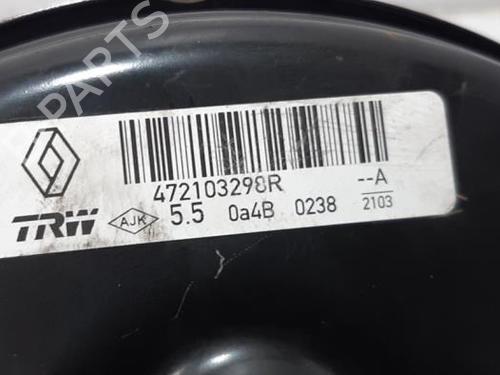 B-PARTS
472103298R
--A
TRW AJK 5.5 0a4B 0238 2103